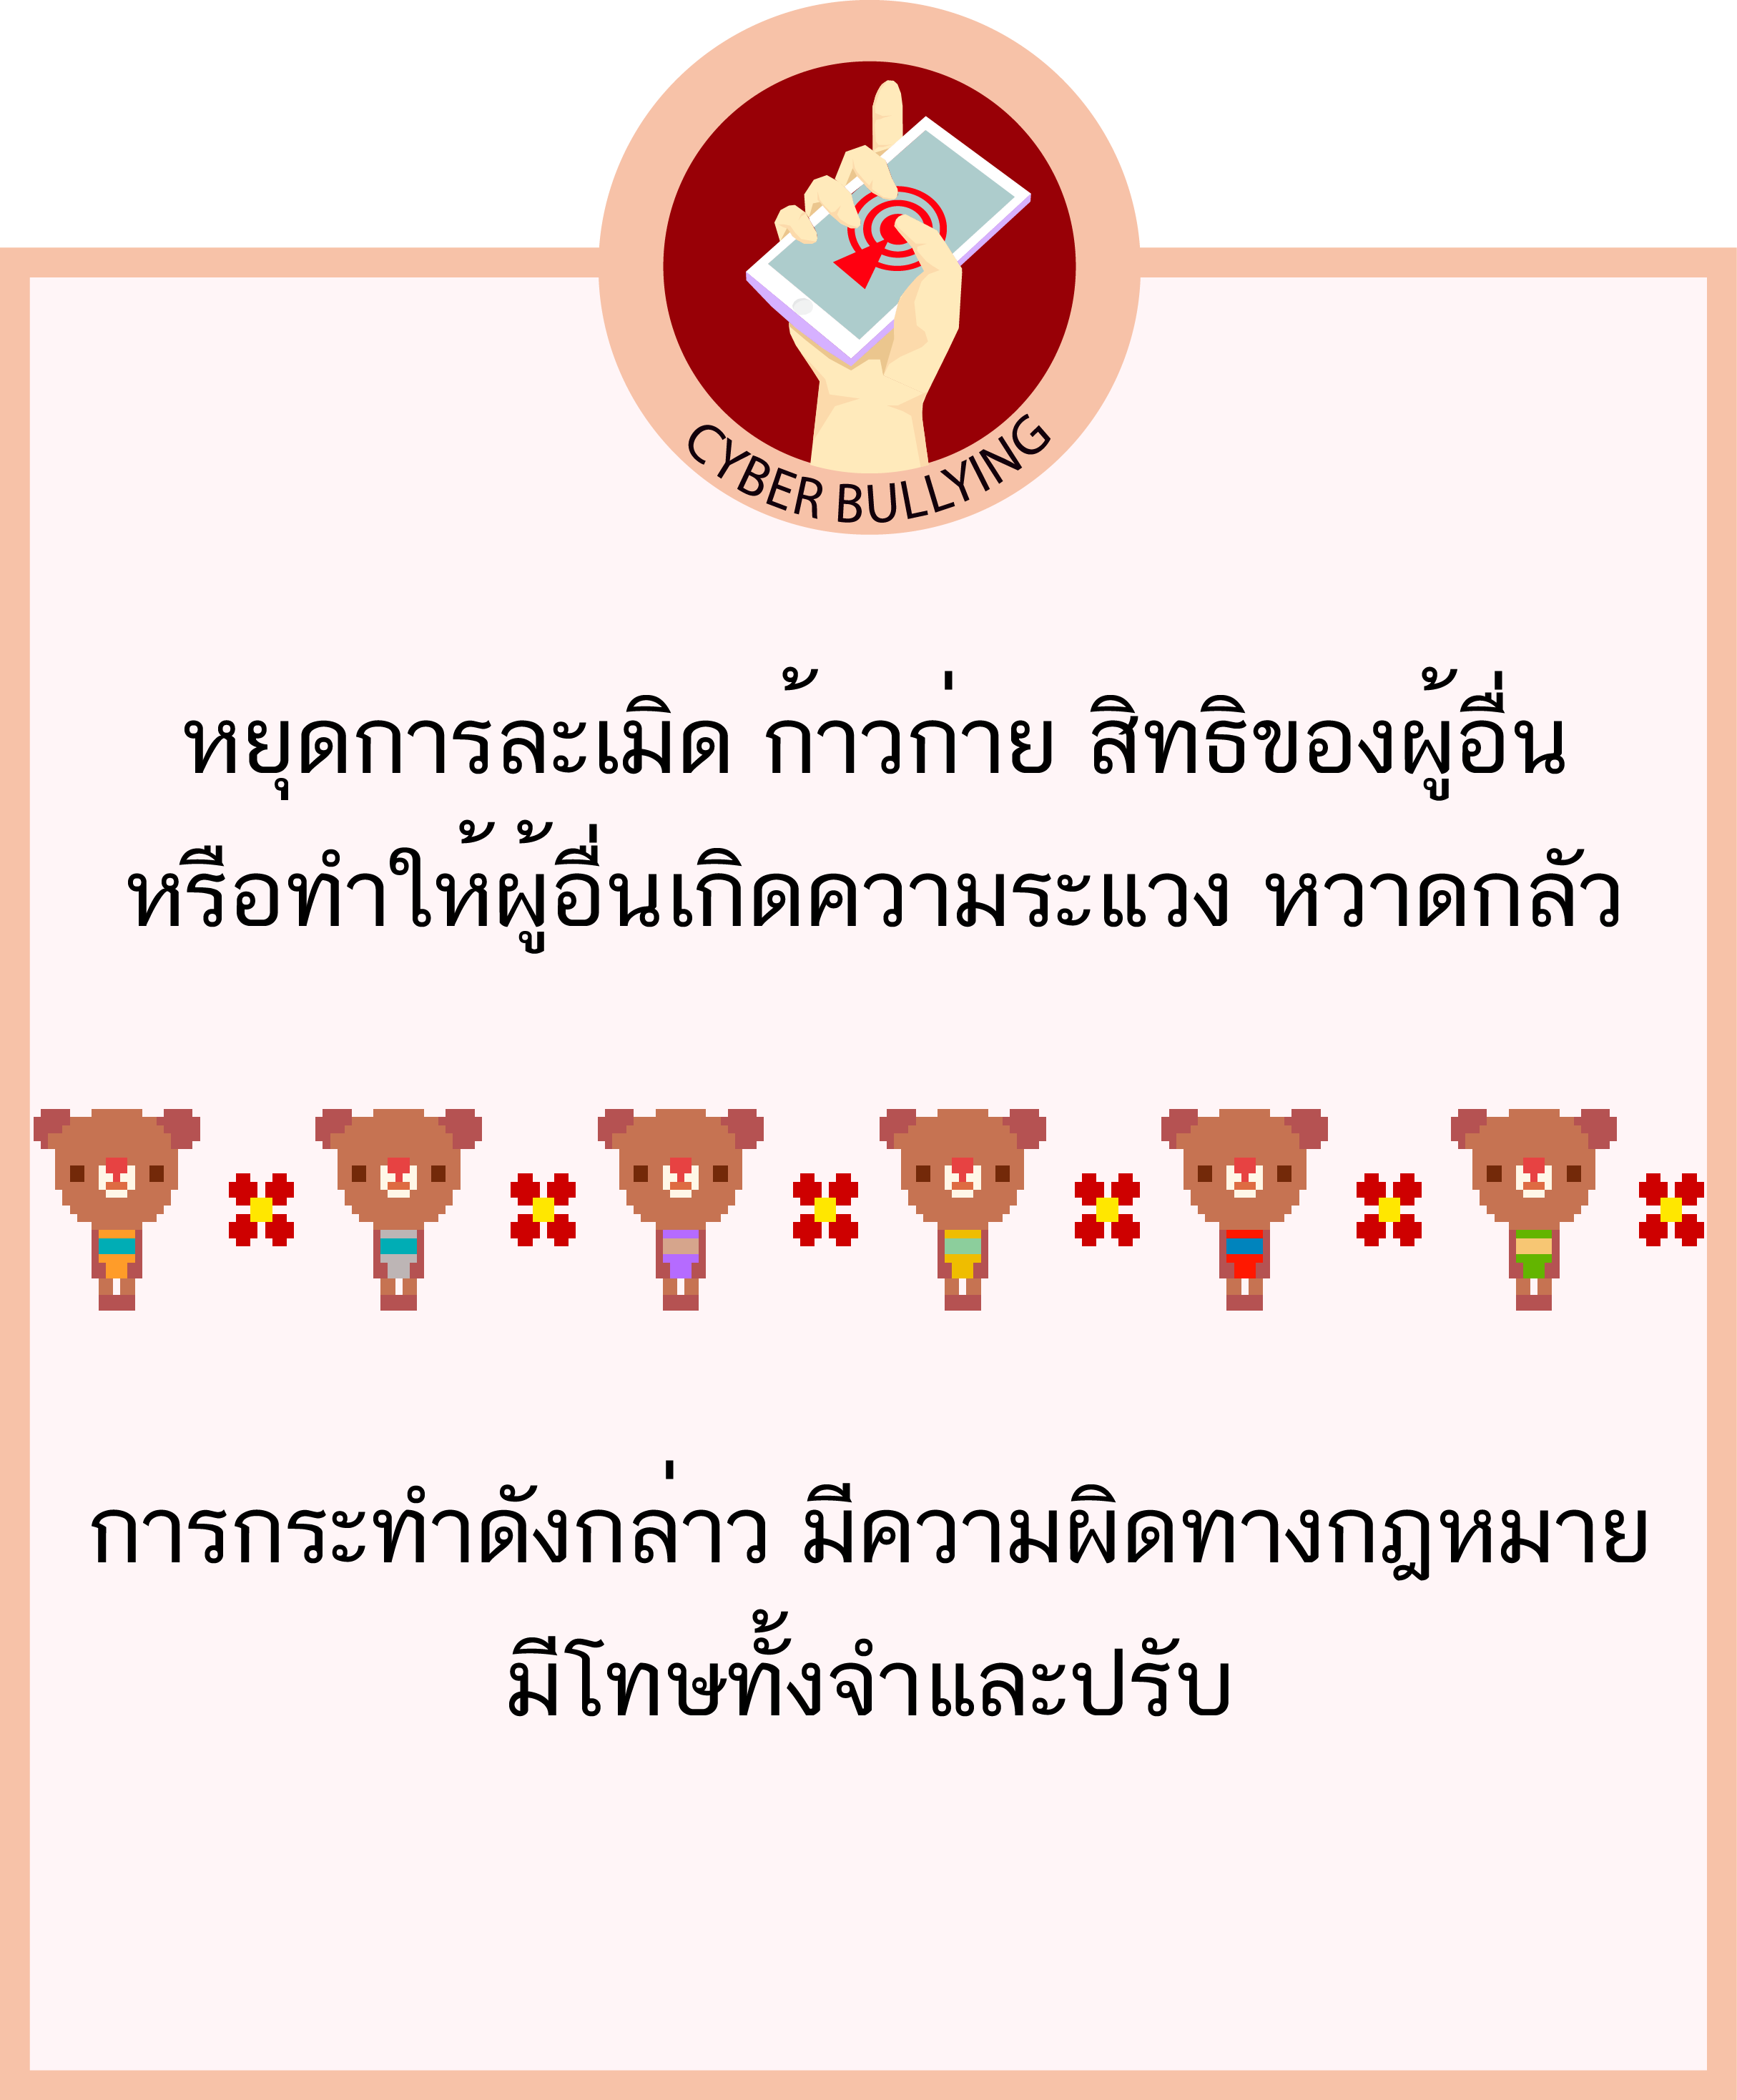 CYBER BULLYING
หยุดการละเมิด ก้าวก่าย สิทธิของผู้อื่น
หรือทำให้ผู้อื่นเกิดความระแวง หวาดกลัว
การกระทำดังกล่าว มีความผิดทางกฎหมาย
มีโทษทั้งจำและปรับ